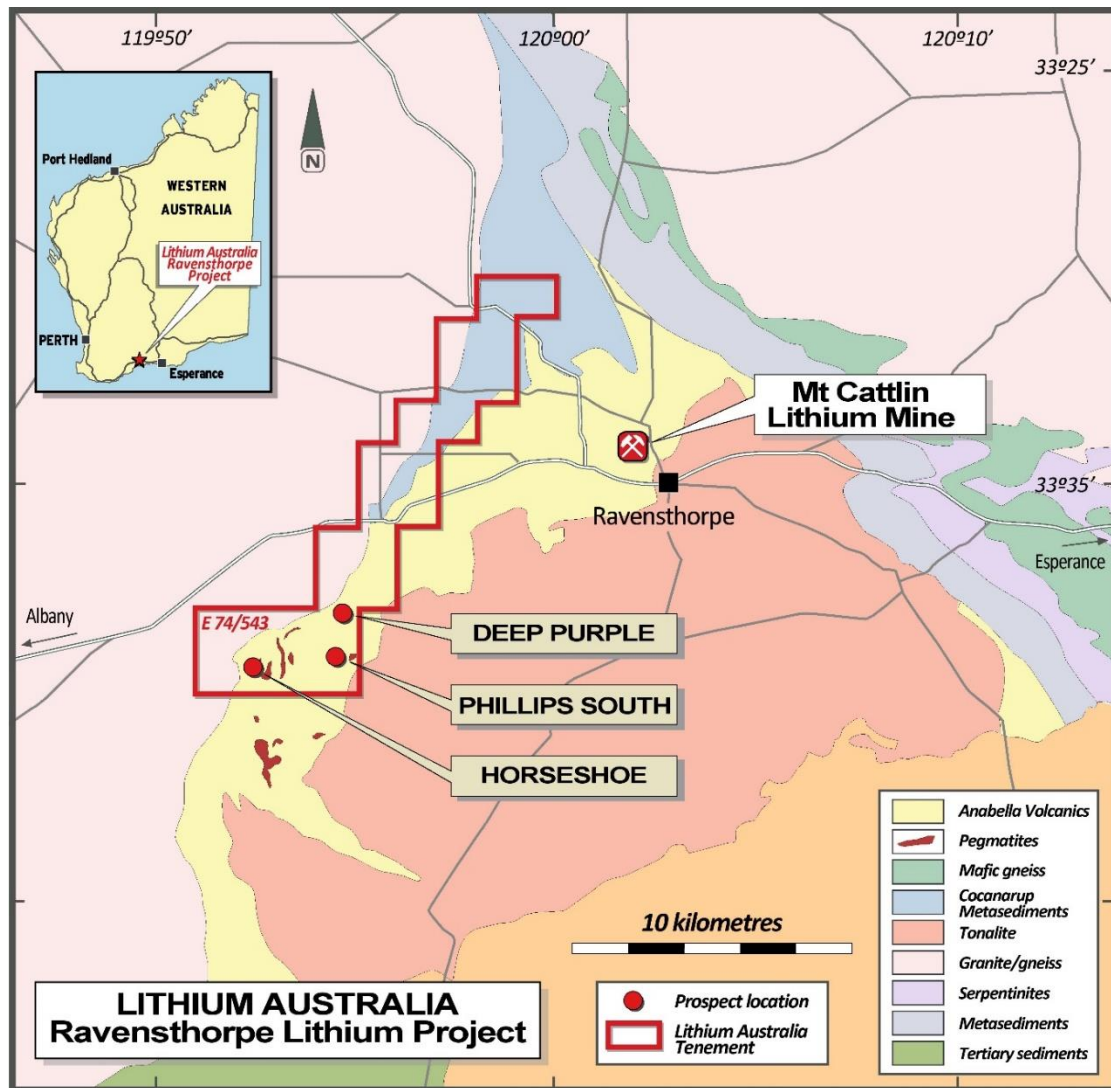 119º50’
120º00’
120º10’
33º25’
Port Hedland
WESTERN
AUSTRALIA
Lithium Australia
Ravensthorpe
Project
PERTH
Esperance
N
Mt Cattlin
Lithium Mine
33º35’
Ravensthorpe
Esperance
Albany
E 74/543
DEEP PURPLE
PHILLIPS SOUTH
HORSESHOE
10 kilometres
LITHIUM AUSTRALIA
Ravensthorpe Lithium Project
Prospect location
Lithium Australia
Tenement
Anabella Volcanics
Pegmatites
Mafic gneiss
Cocanarup
Metasediments
Tonalite
Granite/gneiss
Serpentinites
Metasediments
Tertiary sediments